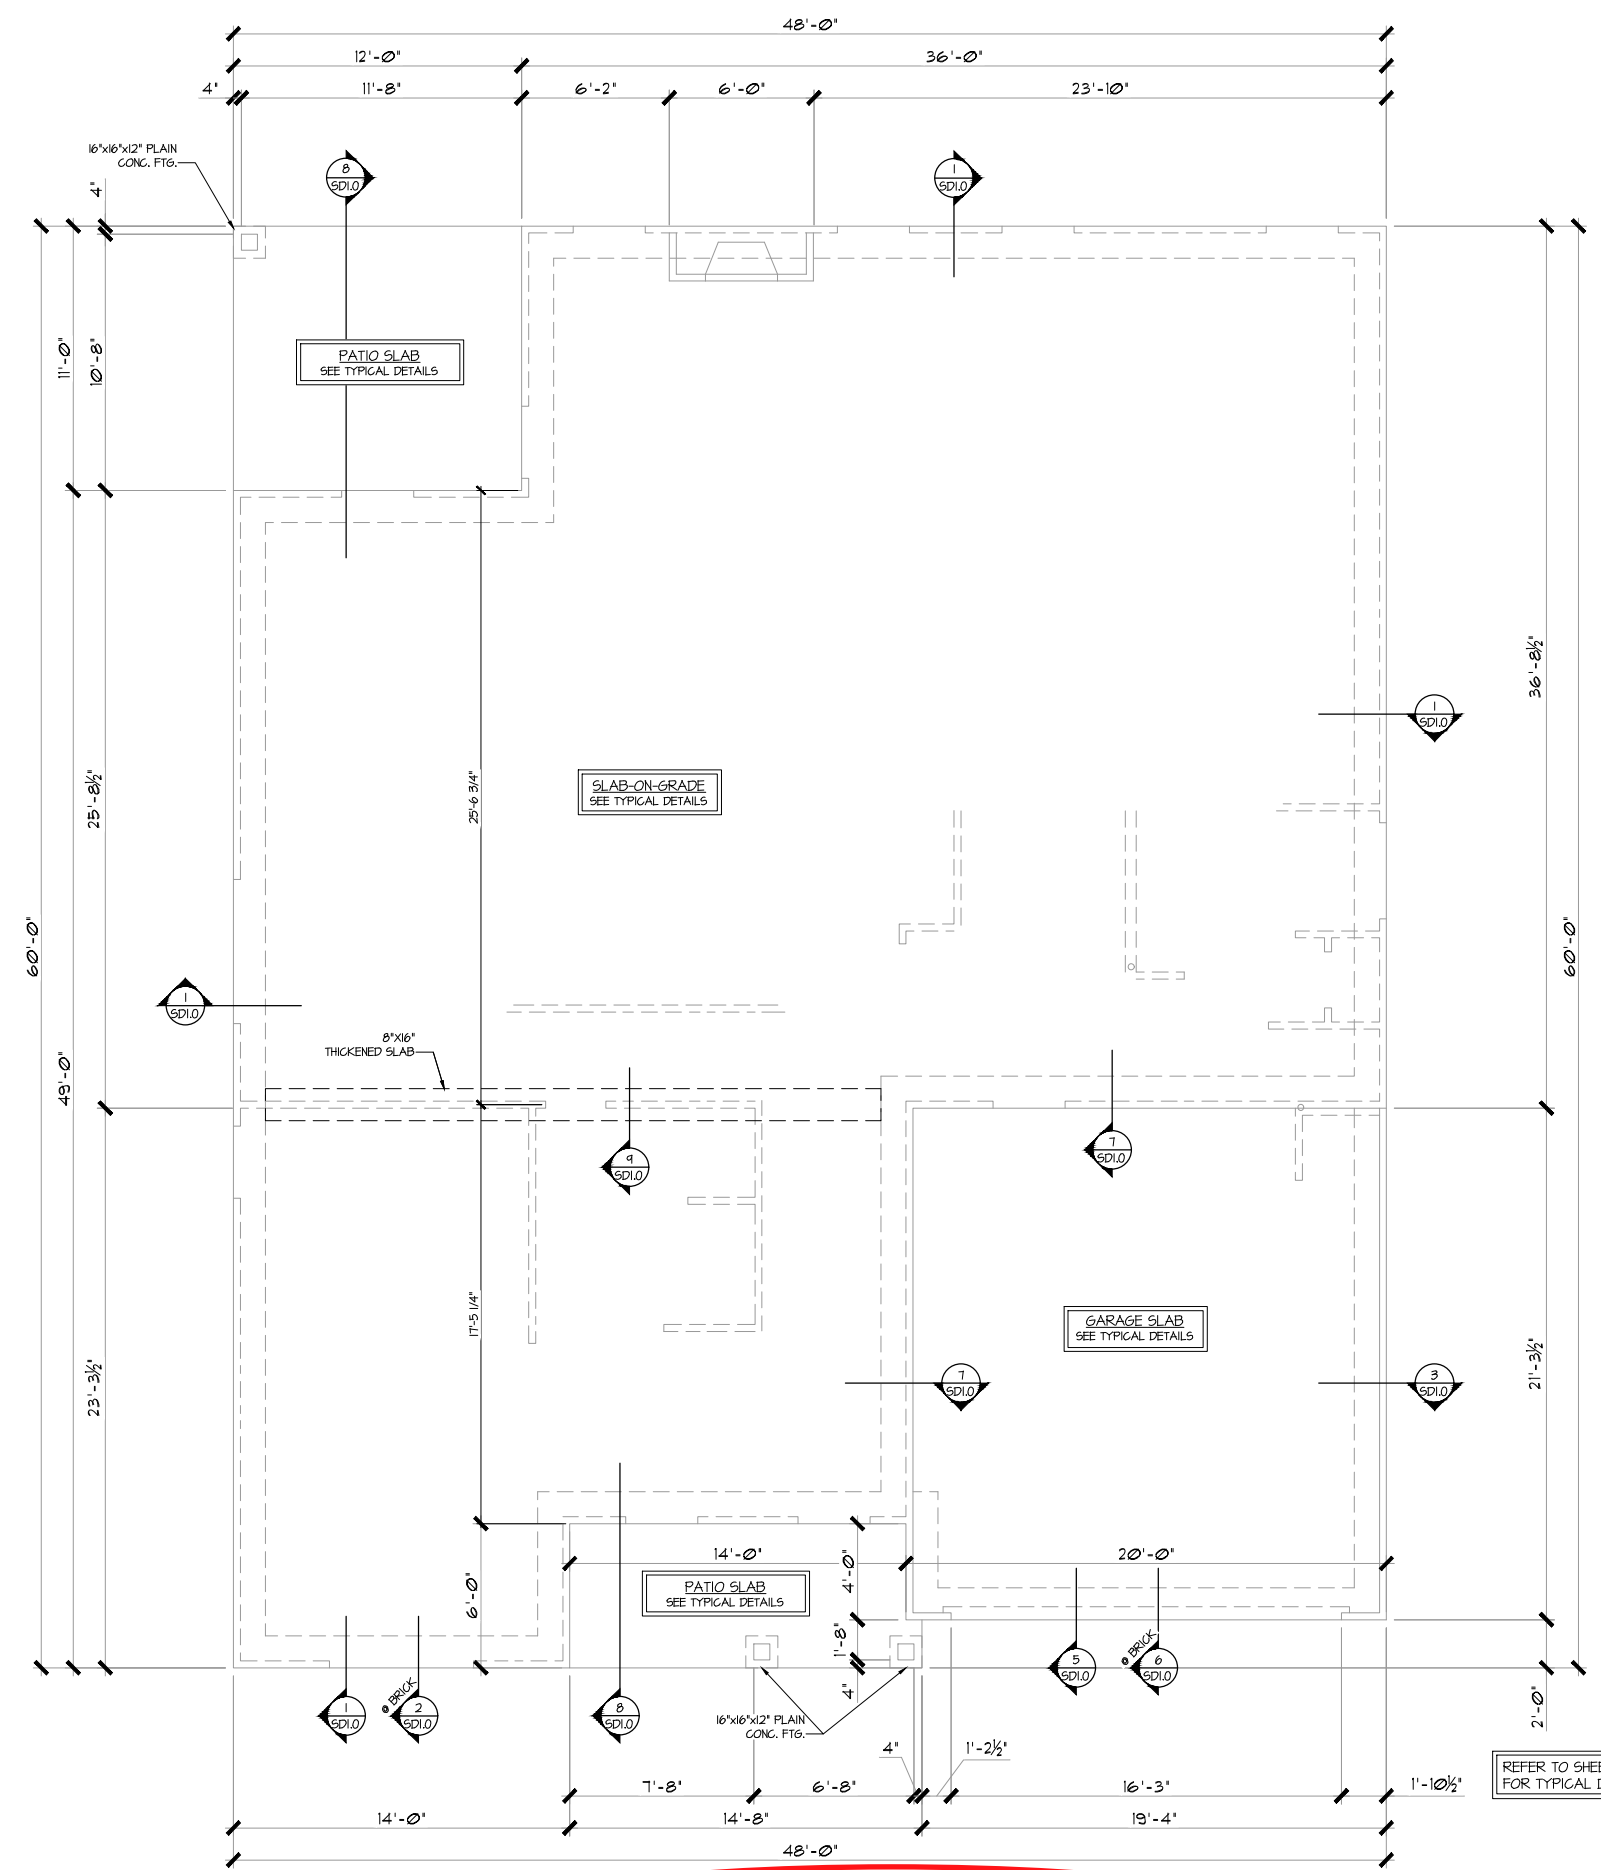 48'-0"
12'-0"
36'-0"
4"
11'-8"
6'-2"
6'-0"
23'-10"
16"x16"x12" PLAIN
CONC. FTG.
4"
8
SD1.0
1
SD1.0
11'-0"
10'-8"
PATIO SLAB
SEE TYPICAL DETAILS
36'-8½"
1
SD1.0
25'-8½"
25'-6 3/4"
SLAB-ON-GRADE
SEE TYPICAL DETAILS
60'-0"
60'-0"
1
SD1.0
8"X16"
THICKENED SLAB
49'-0"
9
SD1.0
7
SD1.0
17'-5 1/4"
GARAGE SLAB
SEE TYPICAL DETAILS
23'-3½"
21'-3½"
7
SD1.0
3
SD1.0
14'-0"
20'-0"
4'-0"
6'-0"
PATIO SLAB
SEE TYPICAL DETAILS
1'-8"
4"
5
SD1.0
@ BRICK
6
SD1.0
1
SD1.0
@ BRICK
2
SD1.0
8
SD1.0
16"x16"x12" PLAIN
CONC. FTG.
2'-0"
4"
1'-2½"
REFER TO SHEE
FOR TYPICAL D
7'-8"
6'-8"
16'-3"
1'-10½"
14'-0"
14'-8"
19'-4"
48'-0"